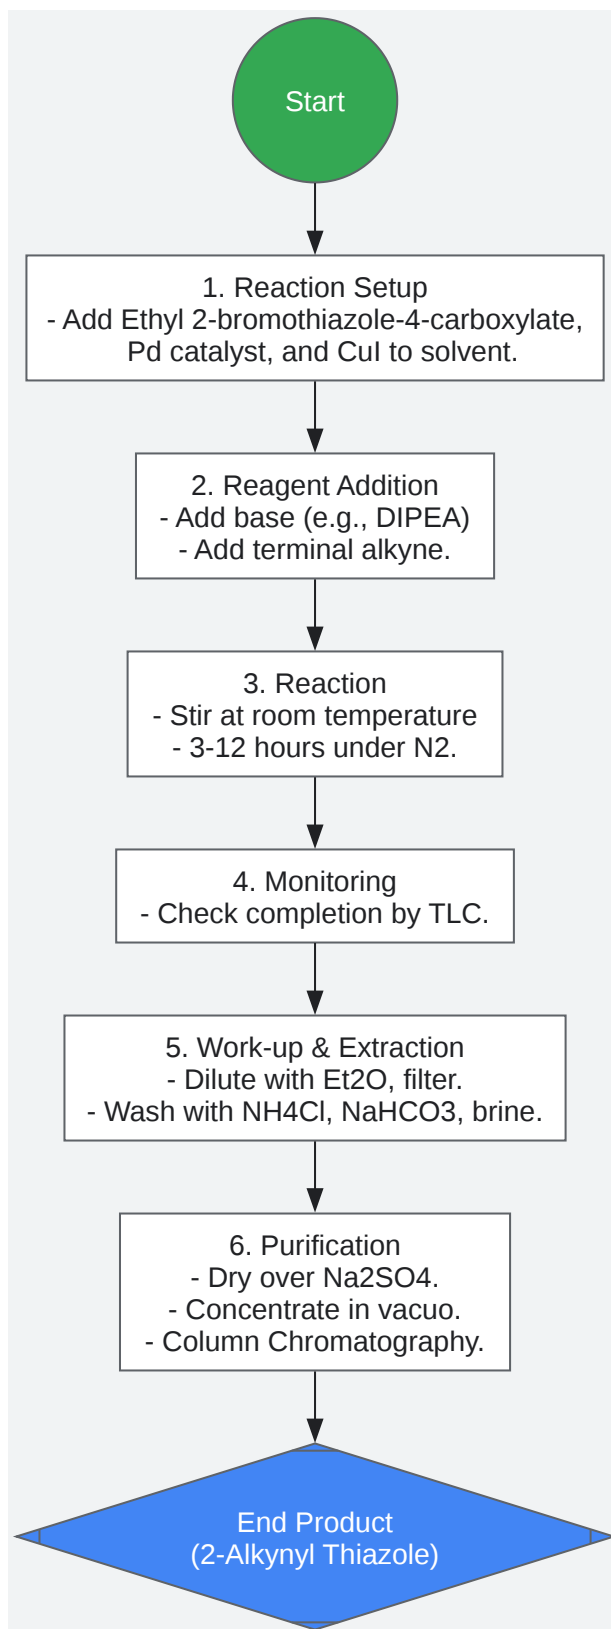 Start
1. Reaction Setup
- Add Ethyl 2-bromothiazole-4-carboxylate,
Pd catalyst, and CuI to solvent.
2. Reagent Addition
- Add base (e.g., DIPEA)
- Add terminal alkyne.
3. Reaction
- Stir at room temperature
- 3-12 hours under N2.
4. Monitoring
- Check completion by TLC.
5. Work-up & Extraction
- Dilute with Et2O, filter.
- Wash with NH4Cl, NaHCO3, brine.
6. Purification
- Dry over Na2SO4.
- Concentrate in vacuo.
- Column Chromatography.
End Product
(2-Alkynyl Thiazole)